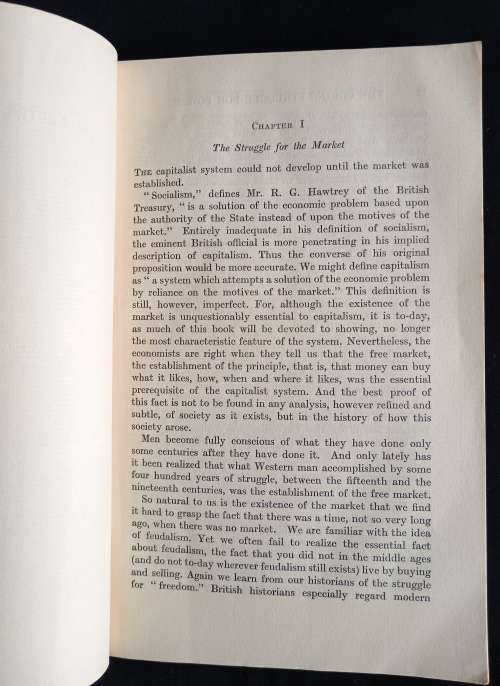 CHAPTER I
The Struggle for the Market
THE capitalist system could not develop until the market was
established.
" Socialism," defines Mr. R. G. Hawtrey of the British
Treasury, " is a solution of the economic problem based upon
the authority of the State instead of upon the motives of the
market." Entirely inadequate in his definition of socialism,
the eminent British official is more penetrating in his implied
description of capitalism. Thus the converse of his original
proposition would be more accurate. We might define capitalism
as " a system which attempts a solution of the economic problem
by reliance on the motives of the market." This definition is
still, however, imperfect. For, although the existence of the
market is unquestionably essential to capitalism, it is to-day,
as much of this book will be devoted to showing, no longer
the most characteristic feature of the system. Nevertheless, the
economists are right when they tell us that the free market,
the establishment of the principle, that is, that money can buy
what it likes, how, when and where it likes, was the essential
prerequisite of the capitalist system. And the best proof of
this fact is not to be found in any analysis, however refined and
subtle, of society as it exists, but in the history of how this
society arose.
Men become fully conscious of what they have done only
some centuries after they have done it. And only lately has
it been realized that what Western man accomplished by some
four hundred years of struggle, between the fifteenth and the
nineteenth centuries, was the establishment of the free market.
So natural to us is the existence of the market that we find
it hard to grasp the fact that there was a time, not so very long
ago, when there was no market. We are familiar with the idea
of feudalism. Yet we often fail to realize the essential fact
about feudalism, the fact that you did not in the middle ages
(and do not to-day wherever feudalism still exists) live by buying
and selling. Again we learn from our historians of the struggle
for " freedom." British historians especially regard modern